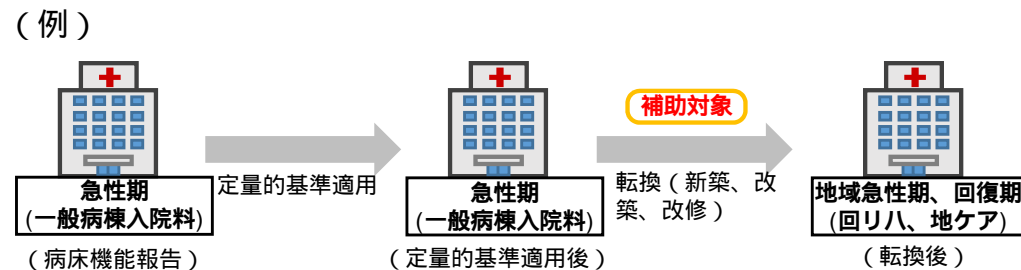 （例）
補助対象
定量的基準適用
転換（新築、改
築、改修）
急性期
(一般病棟入院料)
急性期
(一般病棟入院料)
地域急性期、回復期
(回リハ、地ケア)
（病床機能報告）
（定量的基準適用後）
（転換後）